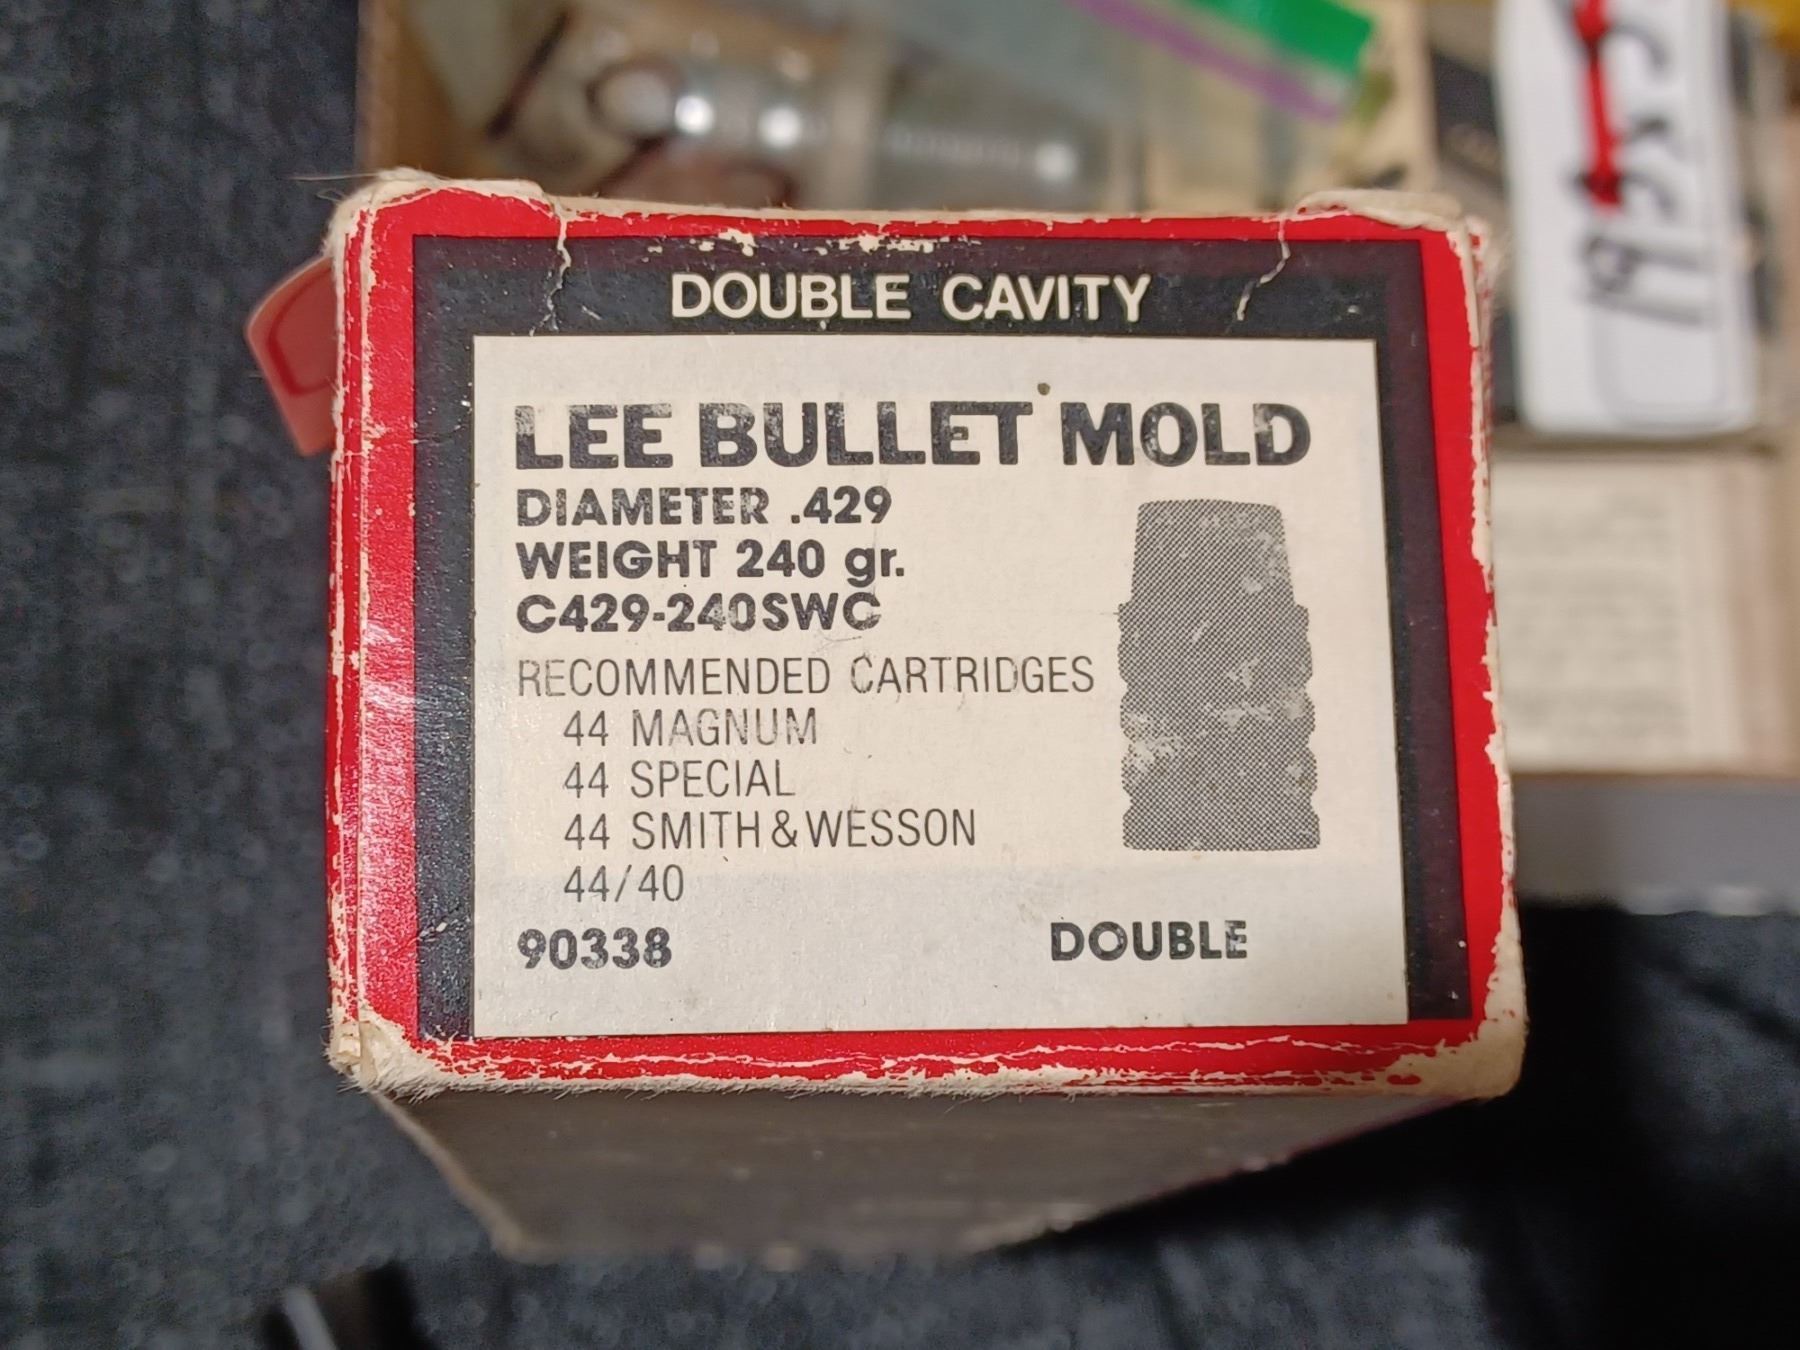 DOUBLE CAVITY
LEE BULLET MOLD
DIAMETER .429
WEIGHT 240 gr.
C429-240SWC
RECOMMENDED CARTRIDGES
44 MAGNUM
44 SPECIAL
44 SMITH & WESSON
44/40
90338 DOUBLE